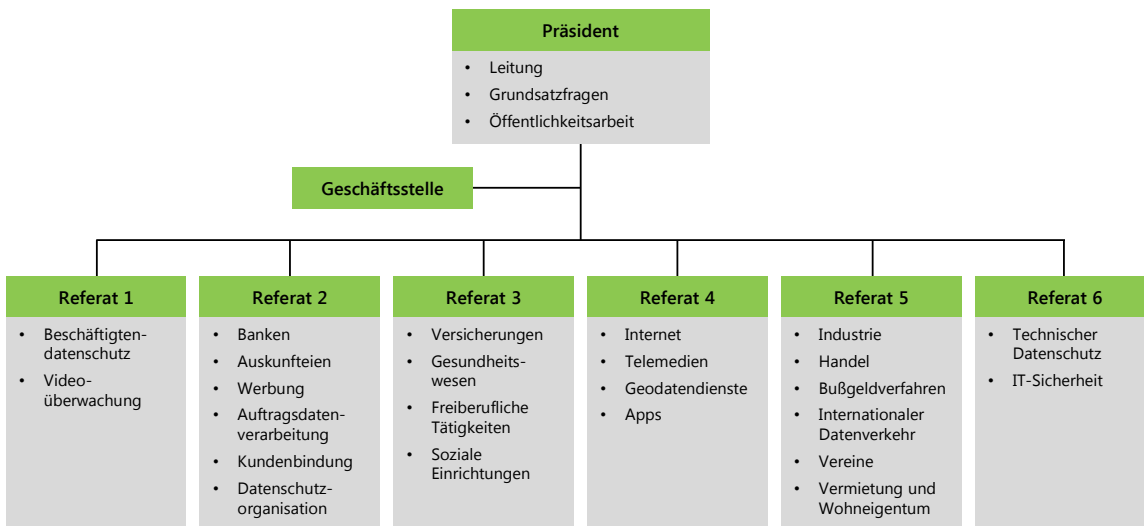 Präsident
• Leitung
• Grundsatzfragen
• Öffentlichkeitsarbeit
Geschäftsstelle
Referat 1
• Beschäftigten-
datenschutz
• Video-
überwachung
Referat 2
• Banken
• Auskunfteien
• Werbung
• Auftragsdaten-
verarbeitung
• Kundenbindung
• Datenschutz-
organisation
Referat 3
• Versicherungen
• Gesundheits-
wesen
• Freiberufliche
Tätigkeiten
• Soziale
Einrichtungen
Referat 4
• Internet
• Telemedien
• Geodatendienste
• Apps
Referat 5
• Industrie
• Handel
• Bußgeldverfahren
• Internationaler
Datenverkehr
• Vereine
• Vermietung und
Wohneigentum
Referat 6
• Technischer
Datenschutz
• IT-Sicherheit